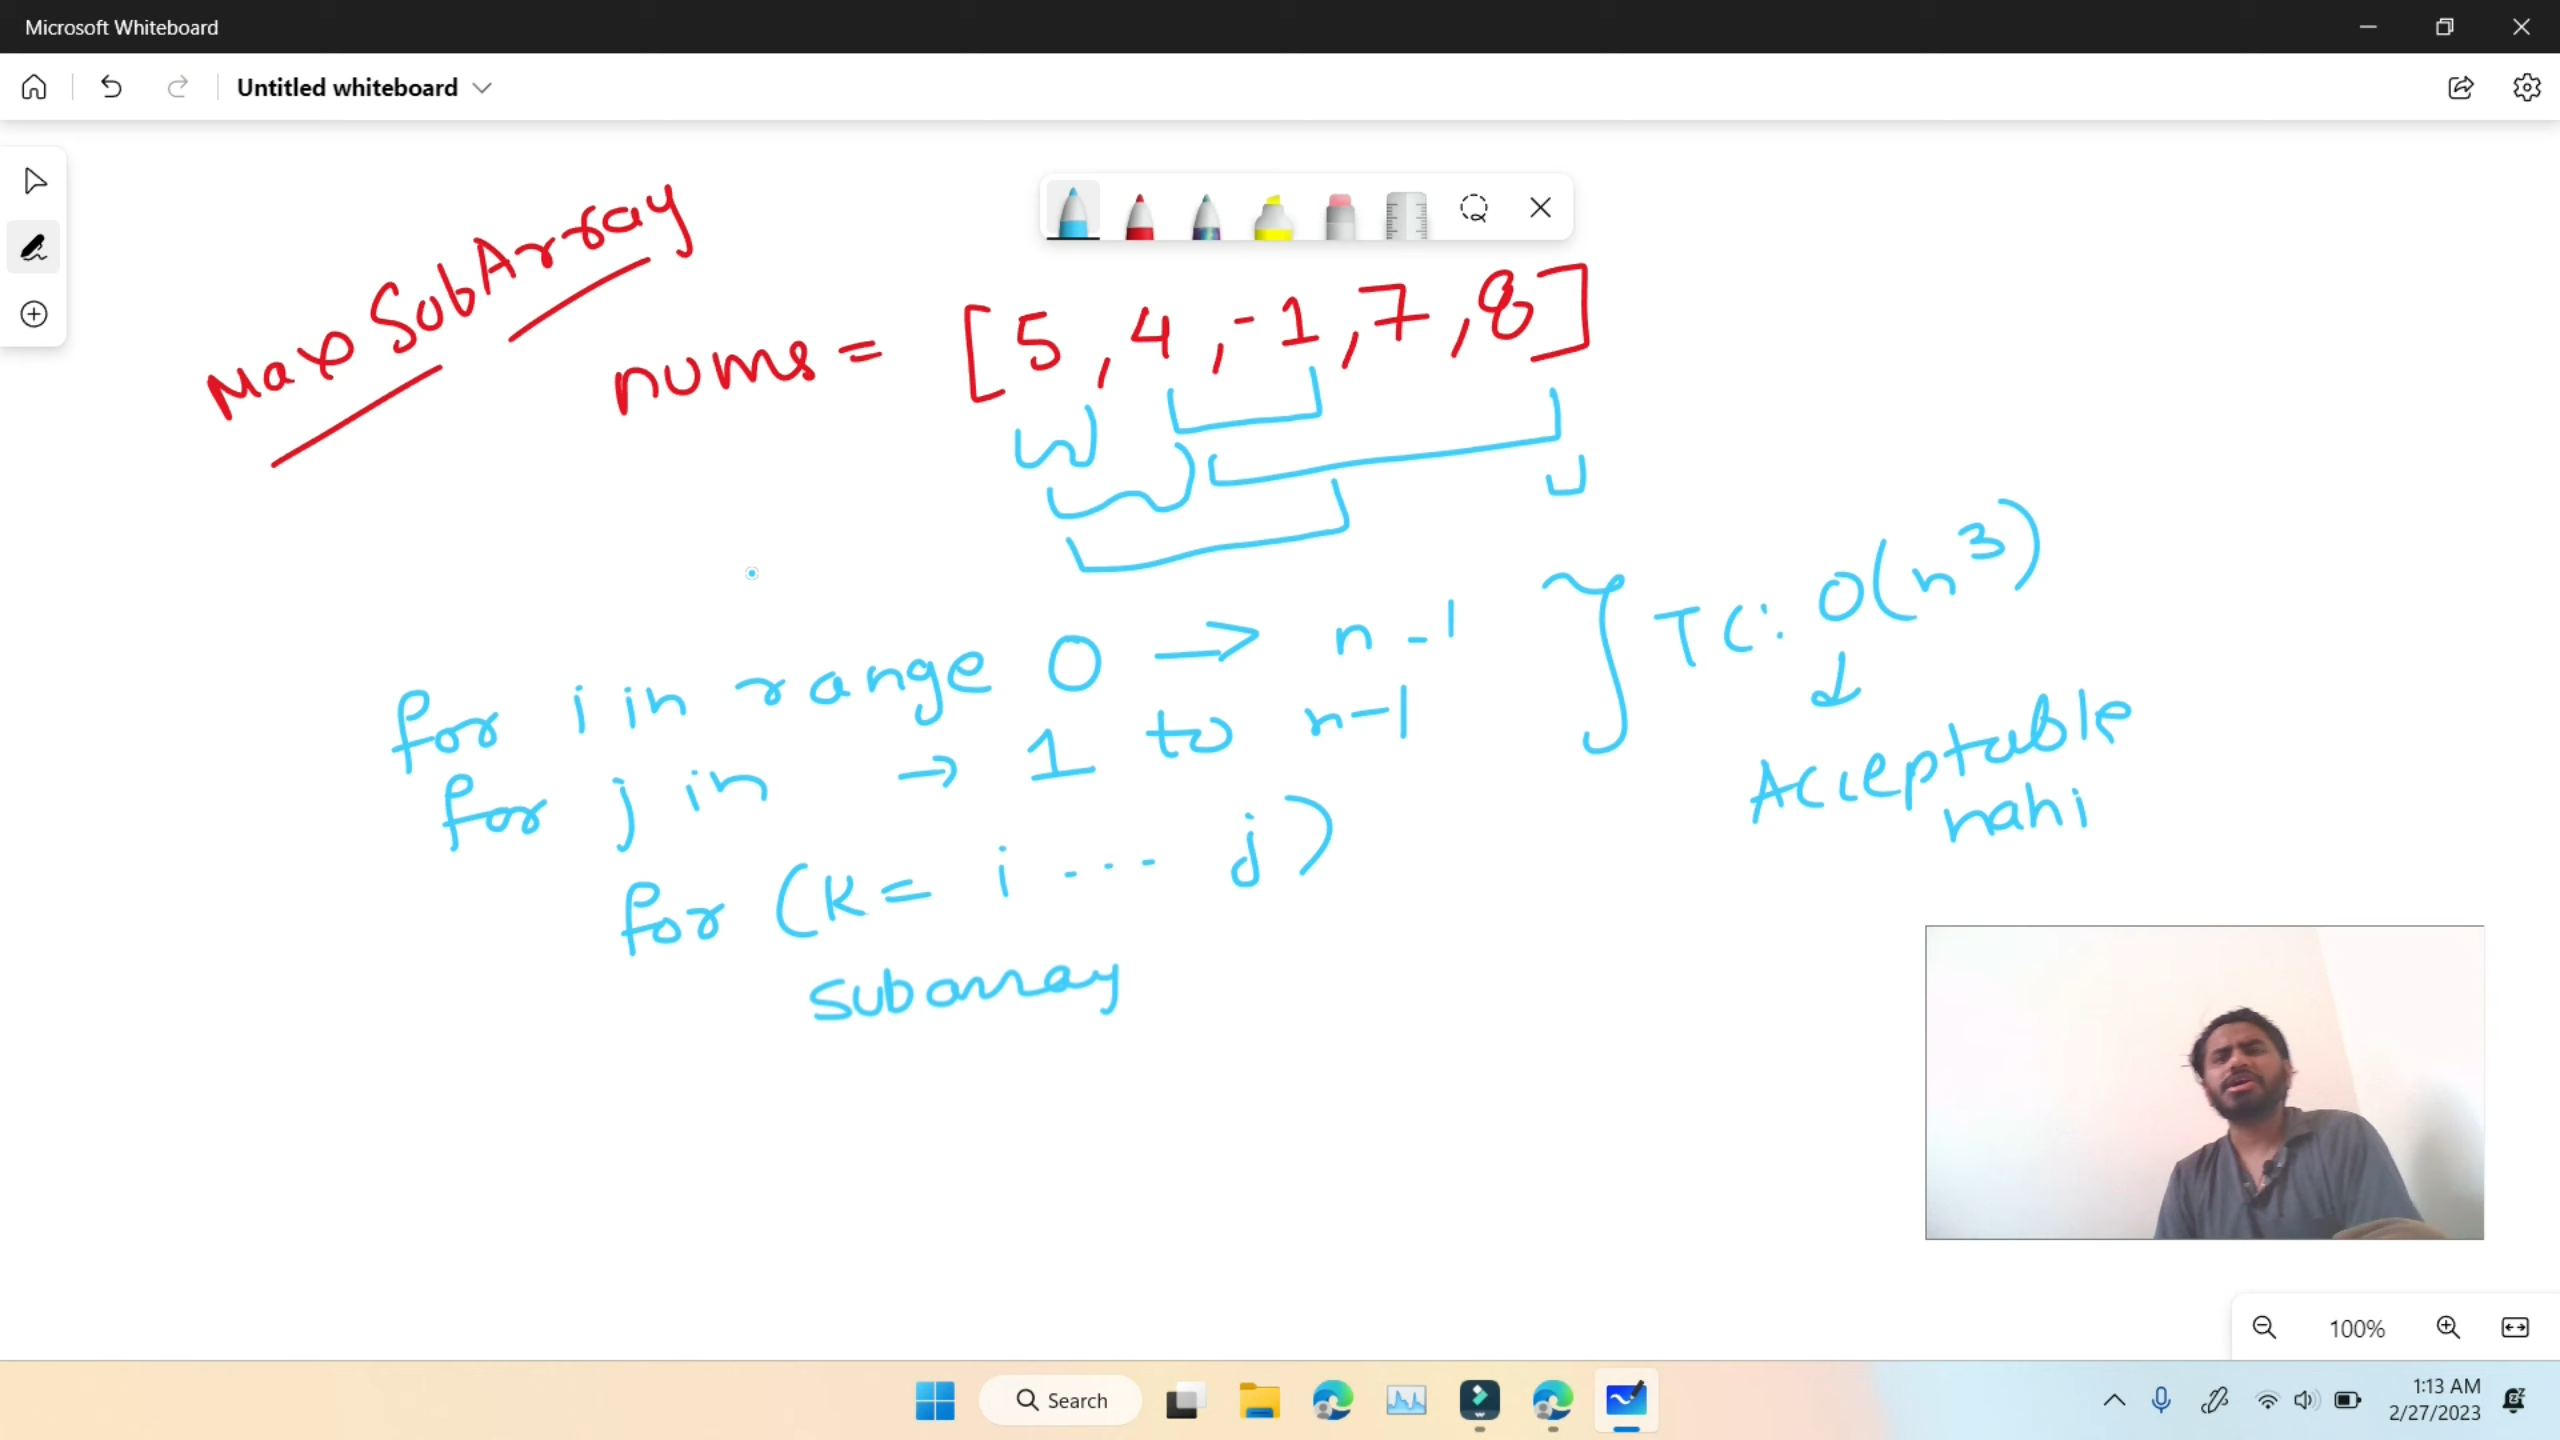 Microsoft Whiteboard
Untitled whiteboard
Max SubArray
nums = [5, 4, -1, 7, 8]
for i in range 0 → n-1
for j in → 1 to n-1
for (k= i ... j)
subarray
TC: O(n³)
↓
Acceptable
nahi
100%
Search
1:13 AM
2/27/2023